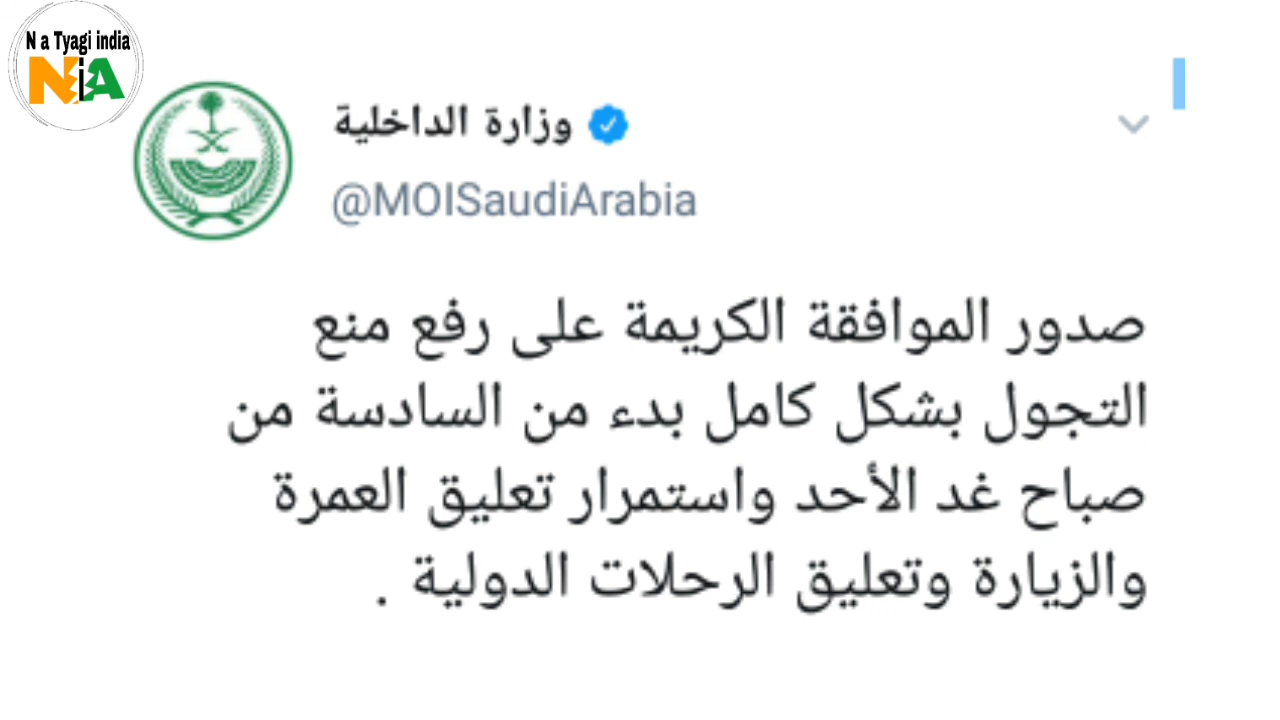 N a Tyagi india
NiA
وزارة الداخلية
@MOISaudiArabia
صدور الموافقة الكريمة على رفع منع
التجول بشكل كامل بدء من السادسة من
صباح غد الأحد واستمرار تعليق العمرة
والزيارة وتعليق الرحلات الدولية .